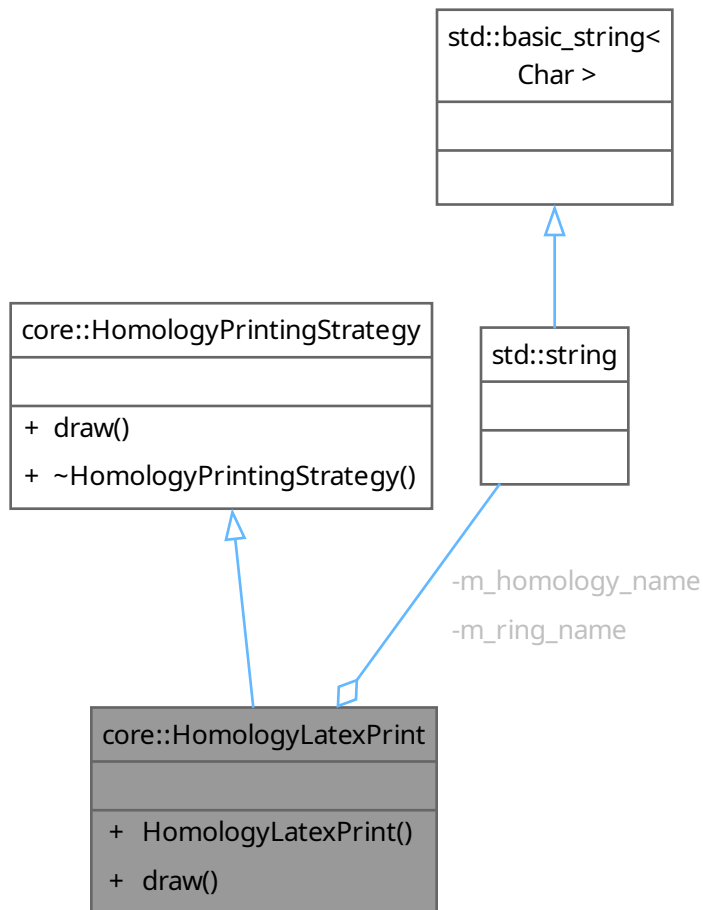 std::basic_string<
Char >
core::HomologyPrintingStrategy
+ draw()
+ ~HomologyPrintingStrategy()
std::string
-m_homology_name
-m_ring_name
core::HomologyLatexPrint
+ HomologyLatexPrint()
+ draw()